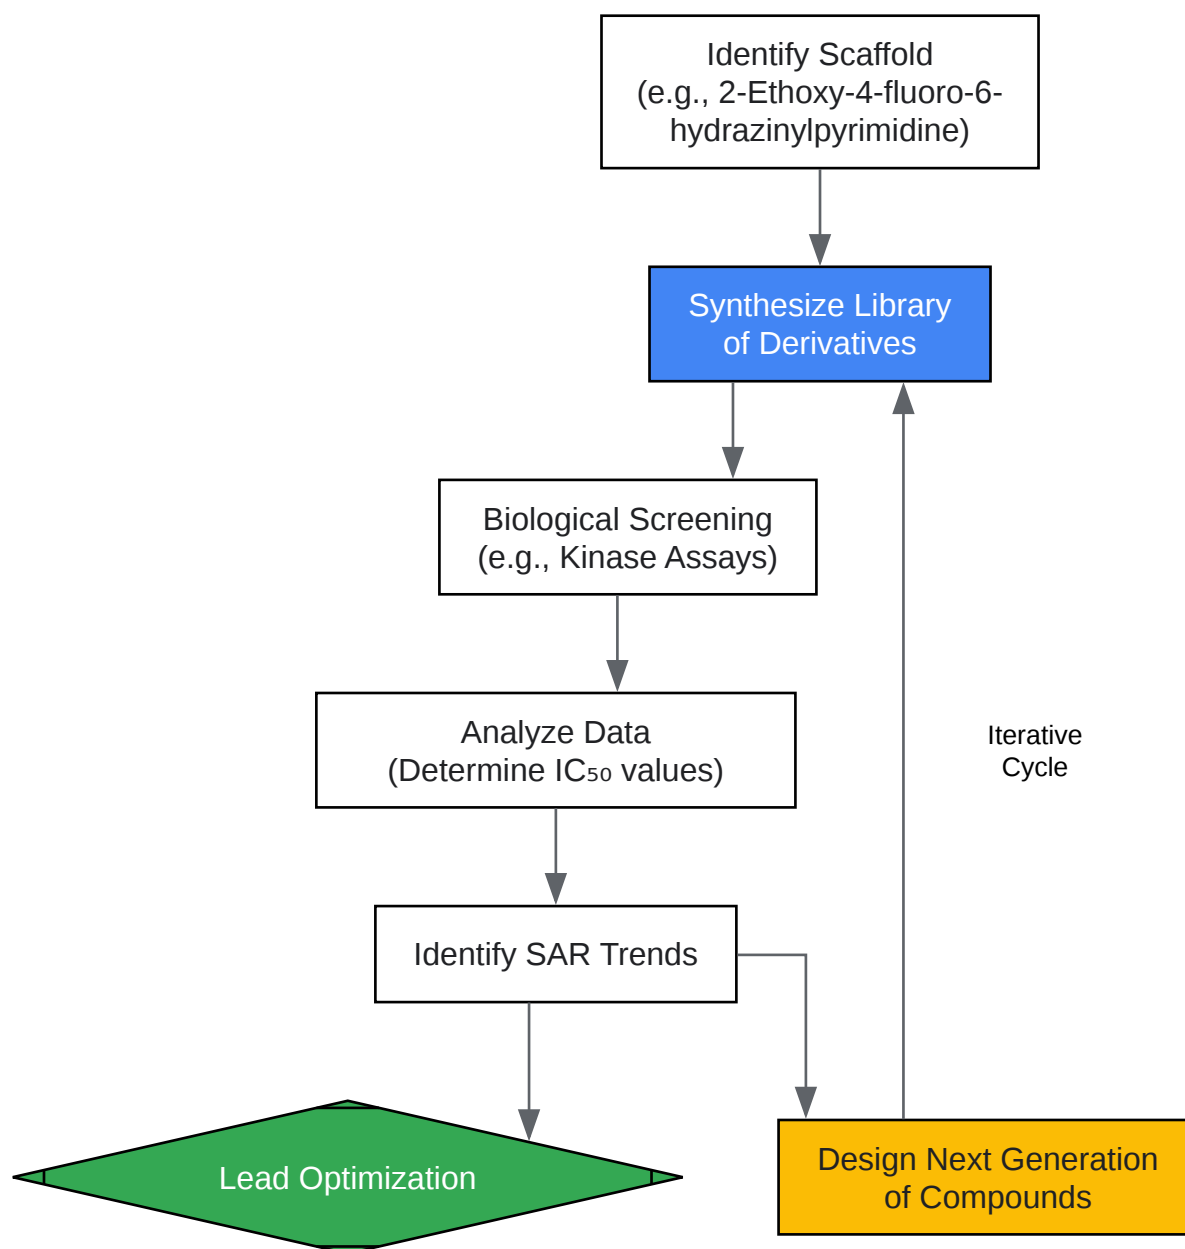 Identify Scaffold
(e.g., 2-Ethoxy-4-fluoro-6-
hydrazinylpyrimidine)
Synthesize Library
of Derivatives
Biological Screening
(e.g., Kinase Assays)
Analyze Data
(Determine IC₅₀ values)
Iterative
Cycle
Identify SAR Trends
Lead Optimization
Design Next Generation
of Compounds